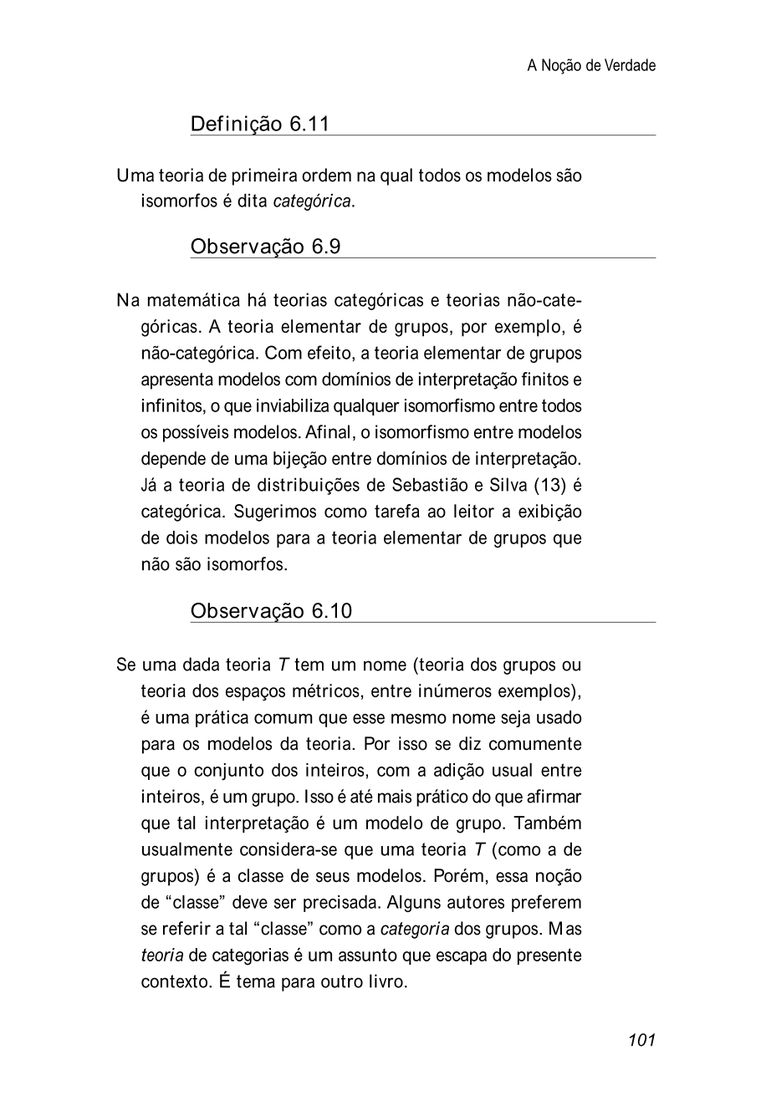 A Noção de Verdade
Definição 6.11
Uma teoria de primeira ordem na qual todos os modelos são
isomorfos é dita categórica.
Observação 6.9
Na matemática há teorias categóricas e teorias não-cate-
góricas. A teoria elementar de grupos, por exemplo, é
não-categórica. Com efeito, a teoria elementar de grupos
apresenta modelos com domínios de interpretação finitos e
infinitos, o que inviabiliza qualquer isomorfismo entre todos
os possíveis modelos. Afinal, o isomorfismo entre modelos
depende de uma bijeção entre domínios de interpretação.
Já a teoria de distribuições de Sebastião e Silva (13) é
categórica. Sugerimos como tarefa ao leitor a exibição
de dois modelos para a teoria elementar de grupos que
não são isomorfos.
Observação 6.10
Se uma dada teoria T tem um nome (teoria dos grupos ou
teoria dos espaços métricos, entre inúmeros exemplos),
é uma prática comum que esse mesmo nome seja usado
para os modelos da teoria. Por isso se diz comumente
que o conjunto dos inteiros, com a adição usual entre
inteiros, é um grupo. Isso é até mais prático do que afirmar
que tal interpretação é um modelo de grupo. Também
usualmente considera-se que uma teoria T (como a de
grupos) é a classe de seus modelos. Porém, essa noção
de “classe” deve ser precisada. Alguns autores preferem
se referir a tal “classe” como a categoria dos grupos. Mas
teoria de categorias é um assunto que escapa do presente
contexto. É tema para outro livro.
101